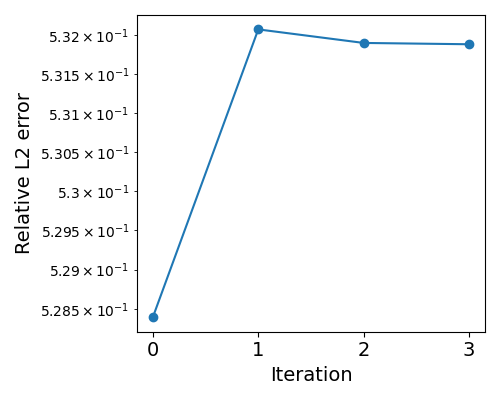 Relative L2 error
5.32 × 10⁻¹
5.315 × 10⁻¹
5.31 × 10⁻¹
5.305 × 10⁻¹
5.3 × 10⁻¹
5.295 × 10⁻¹
5.29 × 10⁻¹
5.285 × 10⁻¹
0 1 2 3
Iteration